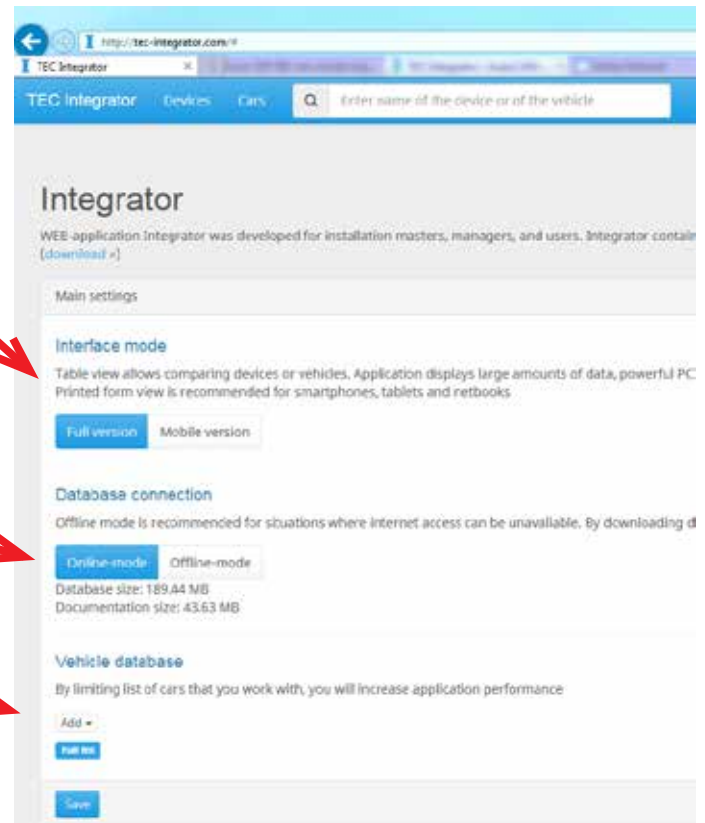 http://tec-integrator.com/#
TEC Integrator
TEC Integrator Devices Cars Enter name of the device or of the vehicle
Integrator
WEB-application Integrator was developed for installation masters, managers, and users. Integrator contain
(download »)
Main settings
Interface mode
Table view allows comparing devices or vehicles. Application displays large amounts of data, powerful PC
Printed form view is recommended for smartphones, tablets and netbooks
Full version Mobile version
Database connection
Offline mode is recommended for situations where internet access can be unavailable. By downloading d
Online-mode Offline-mode
Database size: 189.44 MB
Documentation size: 43.63 MB
Vehicle database
By limiting list of cars that you work with, you will increase application performance
Add
Full list
Save